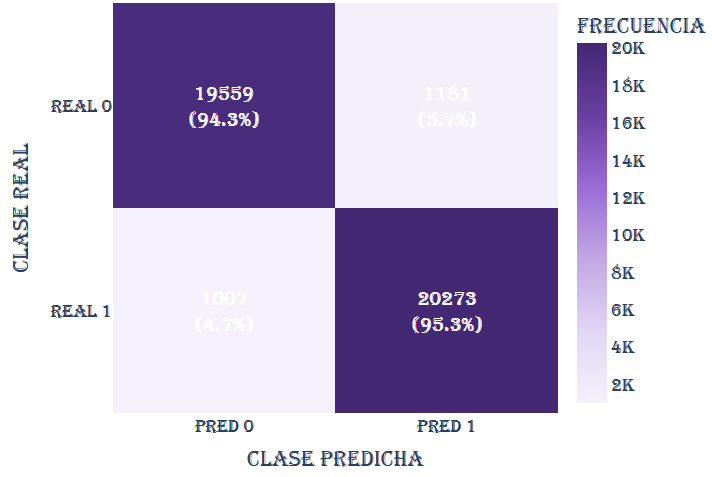 FRECUENCIA
20K
18K
16K
14K
12K
10K
8K
6K
4K
2K
CLASE REAL
REAL 0
19559
(94.3%)
1181
(5.7%)
REAL 1
1007
(4.7%)
20273
(95.3%)
PRED 0
PRED 1
CLASE PREDICHA